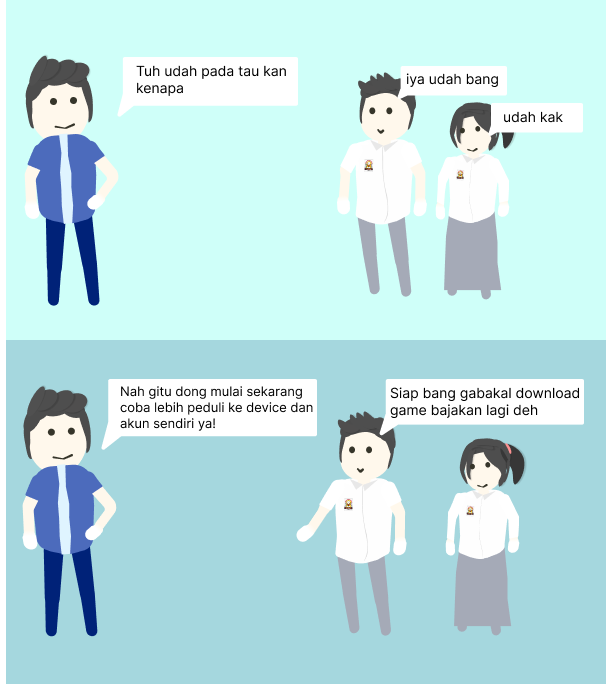 Tuh udah pada tau kan
kenapa
iya udah bang
udah kak
Nah gitu dong mulai sekarang
coba lebih peduli ke device dan
akun sendiri ya!
Siap bang gabakal download
game bajakan lagi deh